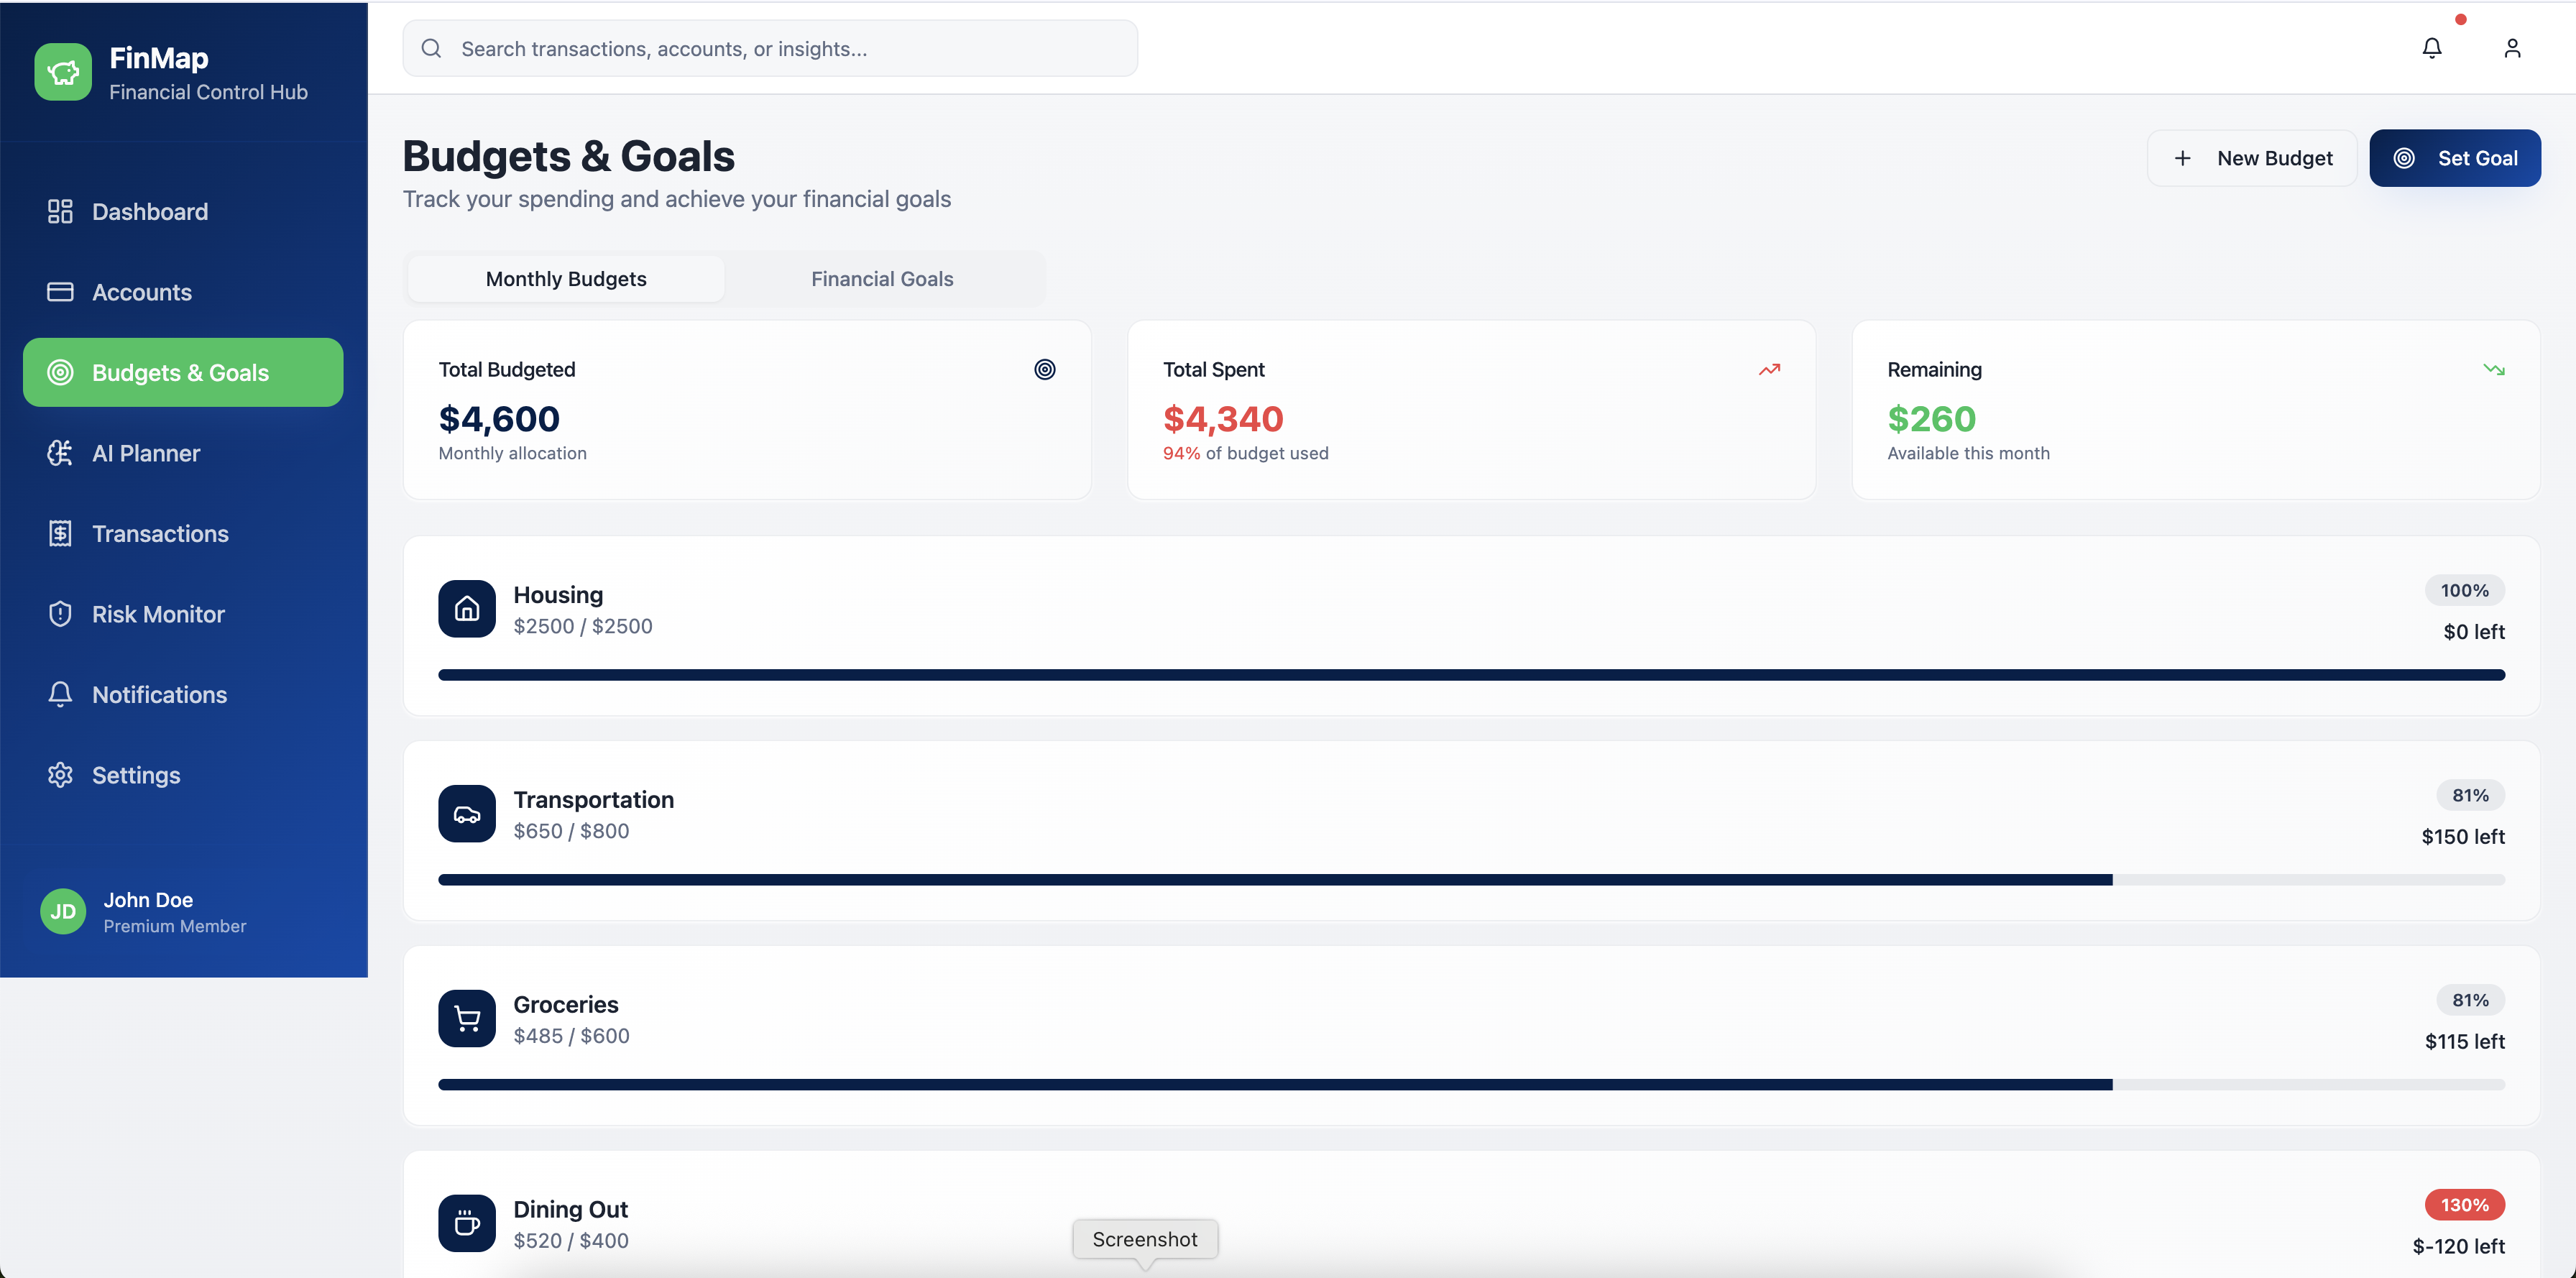 FinMap
Financial Control Hub
Search transactions, accounts, or insights...
Dashboard
Accounts
Budgets & Goals
AI Planner
Transactions
Risk Monitor
Notifications
Settings
JD
John Doe
Premium Member
Budgets & Goals
Track your spending and achieve your financial goals
+ New Budget
Set Goal
Monthly Budgets
Financial Goals
Total Budgeted
$4,600
Monthly allocation
Total Spent
$4,340
94% of budget used
Remaining
$260
Available this month
Housing
$2500 / $2500
100%
$0 left
Transportation
$650 / $800
81%
$150 left
Groceries
$485 / $600
81%
$115 left
Dining Out
$520 / $400
130%
$-120 left
Screenshot